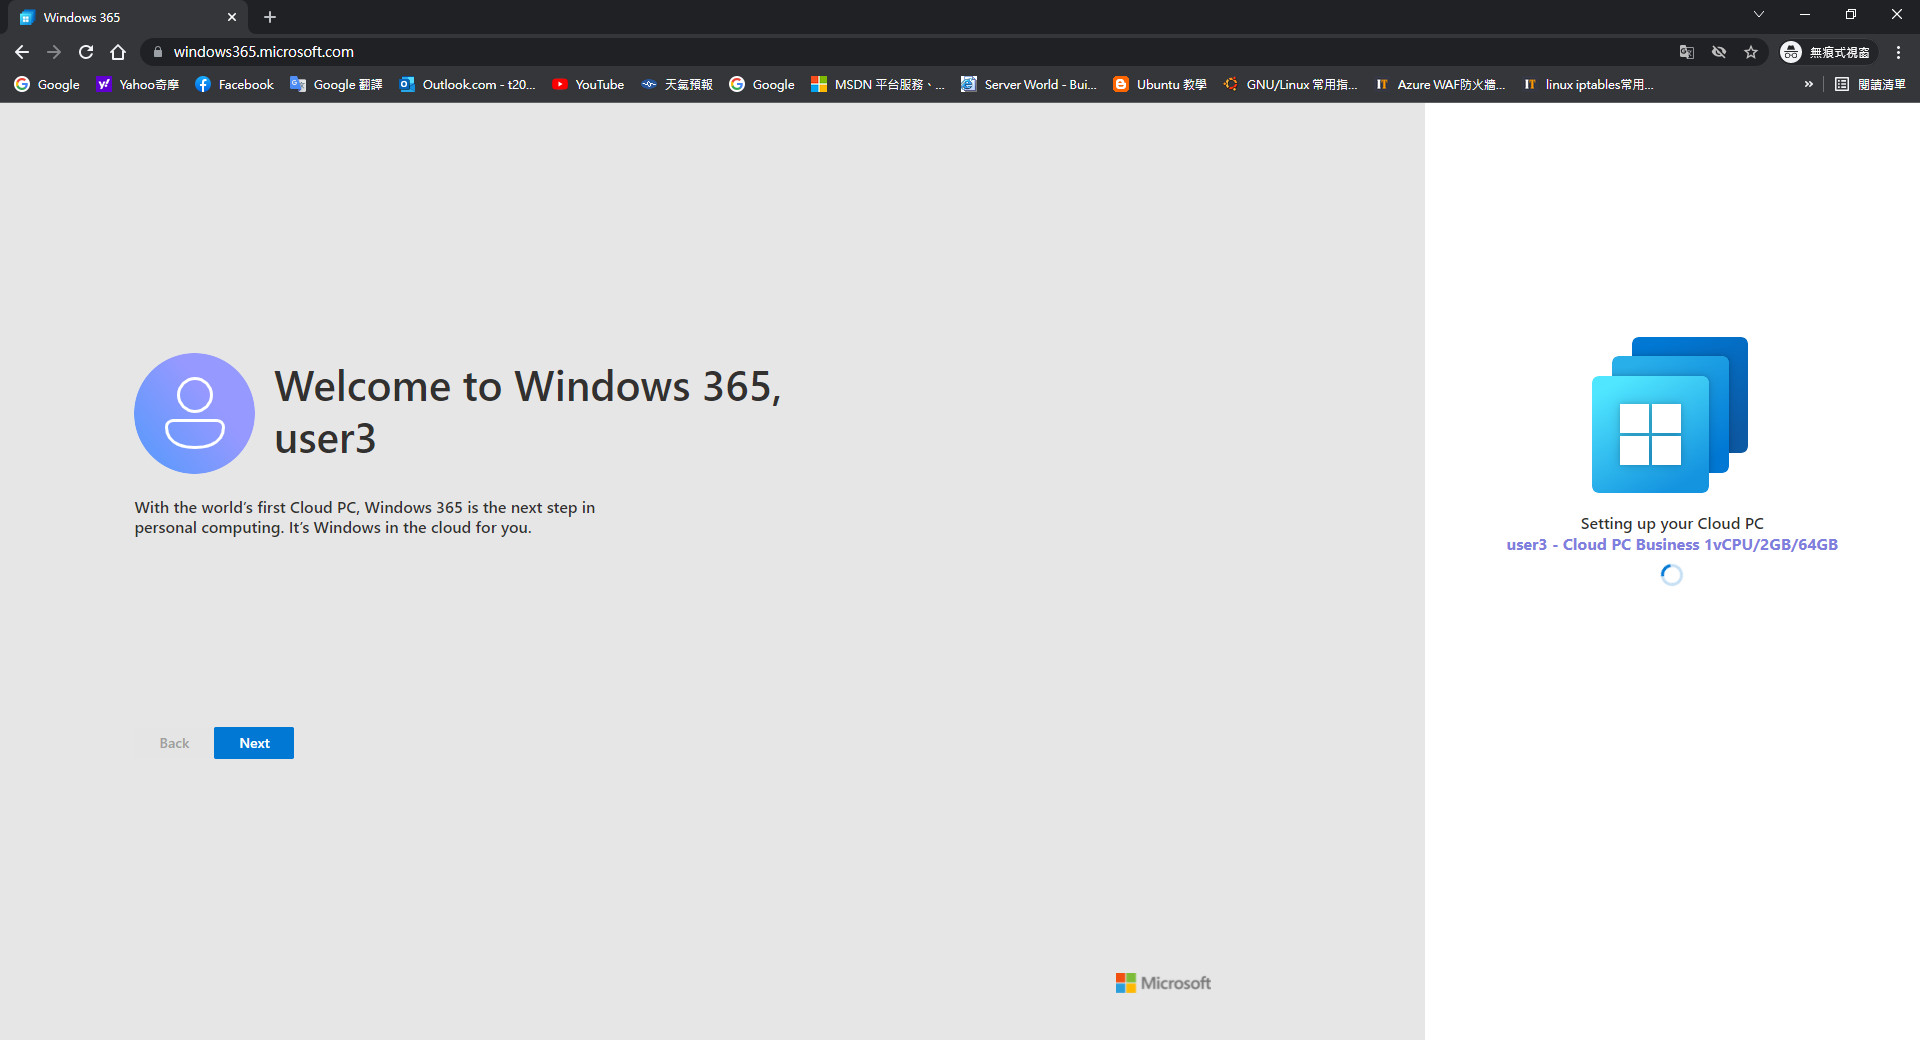 Windows 365
windows365.microsoft.com
無痕式視窗
Google
Yahoo奇摩
Facebook
Google 翻譯
Outlook.com - t20...
YouTube
天氣預報
Google
MSDN 平台服務、...
Server World - Bui...
Ubuntu 教學
GNU/Linux 常用指...
Azure WAF防火牆...
linux iptables常用...
»
閱讀清單
Welcome to Windows 365,
user3
With the world’s first Cloud PC, Windows 365 is the next step in
personal computing. It’s Windows in the cloud for you.
Back
Next
Microsoft
Setting up your Cloud PC
user3 - Cloud PC Business 1vCPU/2GB/64GB